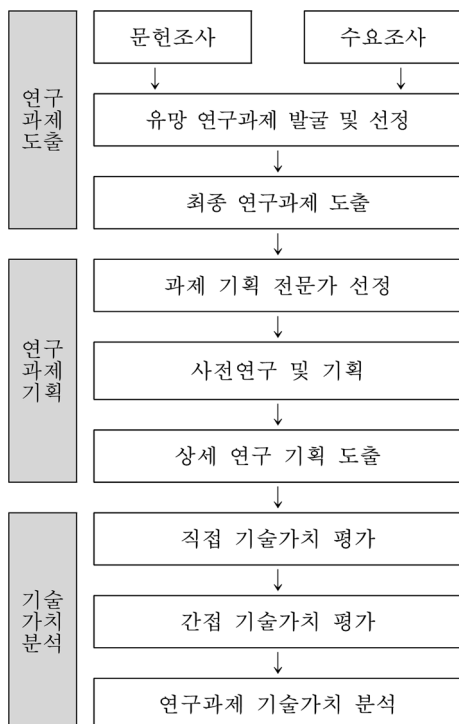 문헌조사
수요조사
연구
과제
도출
유망 연구과제 발굴 및 선정
최종 연구과제 도출
연구
과제
기획
과제 기획 전문가 선정
사전연구 및 기획
상세 연구 기획 도출
기술
가치
분석
직접 기술가치 평가
간접 기술가치 평가
연구과제 기술가치 분석